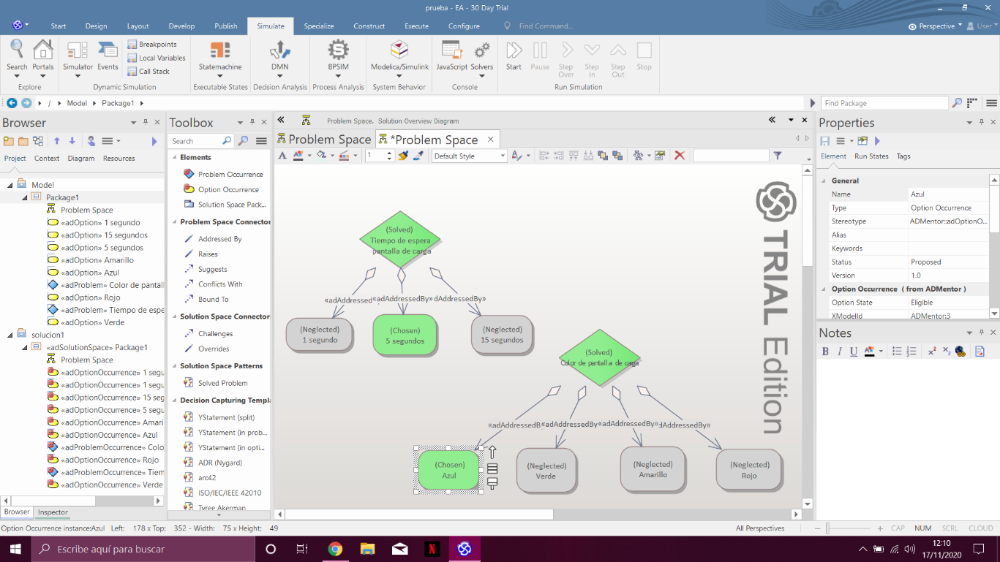 prueba - EA - 30 Day Trial
Start Design Layout Develop Publish Simulate Specialize Construct Execute Configure Find Command... Perspective User
Search Portals Simulator Events Breakpoints Local Variables Call Stack Statemachine DMN BPSIM Modelica/Simulink JavaScript Solvers Start Pause Step Over Step In Step Out Stop
Explore Dynamic Simulation Executable States Decision Analysis Process Analysis System Behavior Console Run Simulation
/ Model Package1 Find Package
Browser
Project Context Diagram Resources
Model
Package1
Problem Space
«adOption» 1 segundo
«adOption» 15 segundos
«adOption» 5 segundos
«adOption» Amarillo
«adOption» Azul
«adProblem» Color de pantal
«adOption» Rojo
«adProblem» Tiempo de espe
«adOption» Verde
solucion1
«adSolutionSpace» Package1
Problem Space
«adOptionOccurrence» 1 segu
«adOptionOccurrence» 1 segu
«adOptionOccurrence» 15 seg
«adOptionOccurrence» 5 segu
«adOptionOccurrence» Amari
«adOptionOccurrence» Azul
«adProblemOccurrence» Colo
«adOptionOccurrence» Rojo
«adProblemOccurrence» Tiem
«adOptionOccurrence» Verde
Browser Inspector
Toolbox
Search
Elements
Problem Occurrence
Option Occurrence
Solution Space Pack...
Problem Space Connector
Addressed By
Raises
Suggests
Conflicts With
Bound To
Solution Space Connector
Challenges
Overrides
Solution Space Patterns
Solved Problem
Decision Capturing Templa
YStatement (split)
YStatement (in prob...
YStatement (in opti...
ADR (Nygard)
arc42
ISO/IEC/IEEE 42010
Tyree Akerman
Problem Space. Solution Overview Diagram
Problem Space *Problem Space
1 Default Style
(Solved)
Tiempo de espera
pantalla de carga
«adAddressed «adAddressedBy» dAddressedBy»
(Neglected)
1 segundo
(Chosen)
5 segundos
(Neglected)
15 segundos
(Solved)
Color de pantalla de carga
«adAddressedB «adAddressedBy «adAddressedBy» dAddressedBy»
(Chosen)
Azul
(Neglected)
Verde
(Neglected)
Amarillo
(Neglected)
Rojo
TRIAL Edition
Properties
Element Run States Tags
General
Name Azul
Type Option Occurrence
Stereotype ADMentor::adOptionO...
Alias
Keywords
Status Proposed
Version 1.0
Option Occurrence ( from ADMentor )
Option State Eligible
XModelId ADMentor:3
Notes
B I U A
Option Occurrence instance:Azul Left: 178 x Top: 352 - Width: 75 x Height: 49 All Perspectives CAP NUM SCRL CLOUD
Escribe aquí para buscar
12:10
17/11/2020